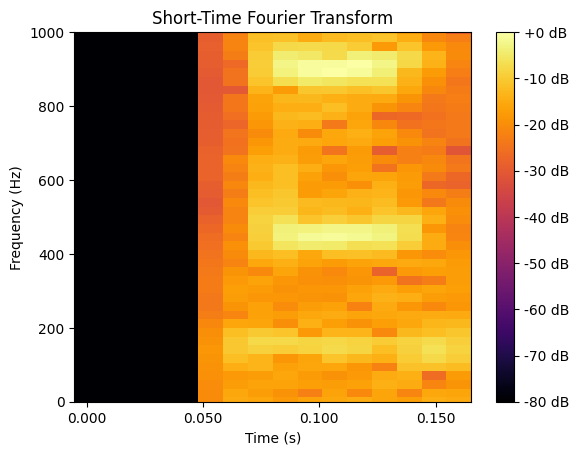 Short-Time Fourier Transform
1000
800
600
400
200
0
Frequency (Hz)
0.000
0.050
0.100
0.150
Time (s)
+0 dB
-10 dB
-20 dB
-30 dB
-40 dB
-50 dB
-60 dB
-70 dB
-80 dB